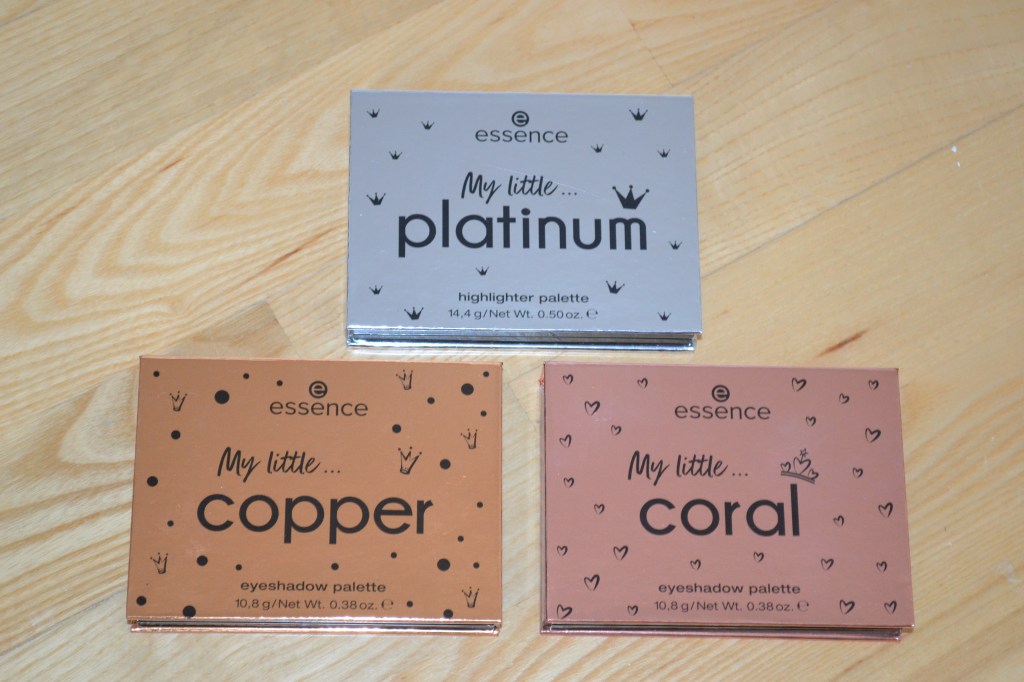 essence
My little...
platinum
highlighter palette
14,4 g/Net Wt. 0.50 oz. ℮
essence
My little...
copper
eyeshadow palette
10,8 g/Net Wt. 0.38 oz. ℮
essence
My little...
coral
eyeshadow palette
10,8 g/Net Wt. 0.38 oz. ℮